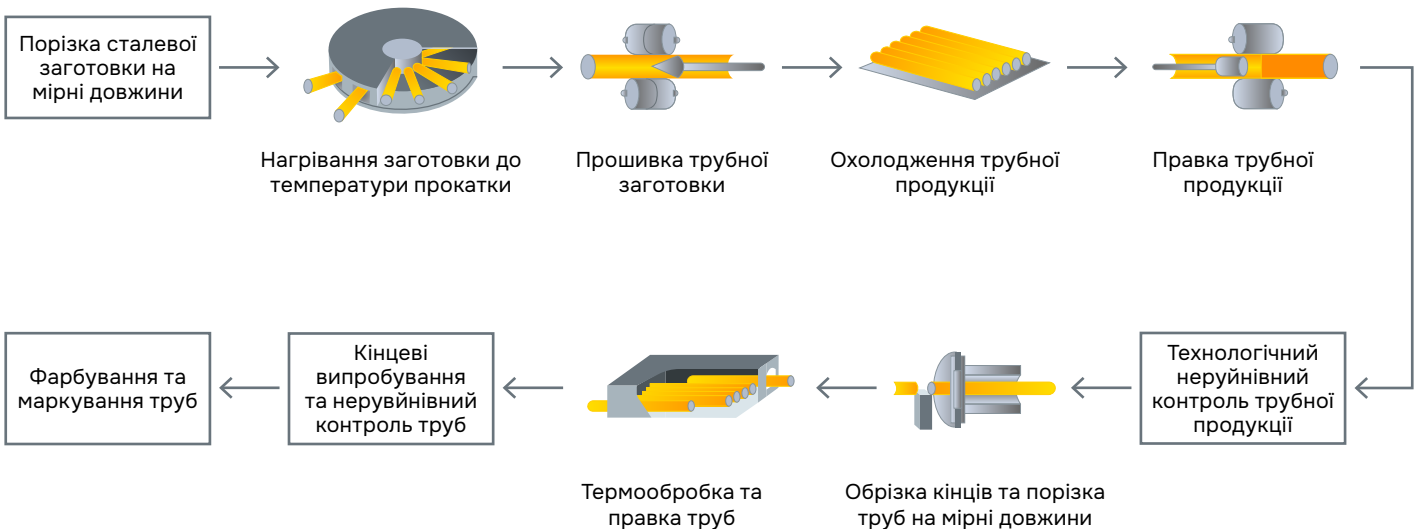 Порізка сталевої
заготовки на
мірні довжини
Нагрівання заготовки до
температури прокатки
Прошивка трубної
заготовки
Охолодження трубної
продукції
Правка трубної
продукції
Технологічний
неруйнівний
контроль трубної
продукції
Обрізка кінців та порізка
труб на мірні довжини
Термообробка та
правка труб
Кінцеві
випробування
та нерувйнівний
контроль труб
Фарбування та
маркування труб